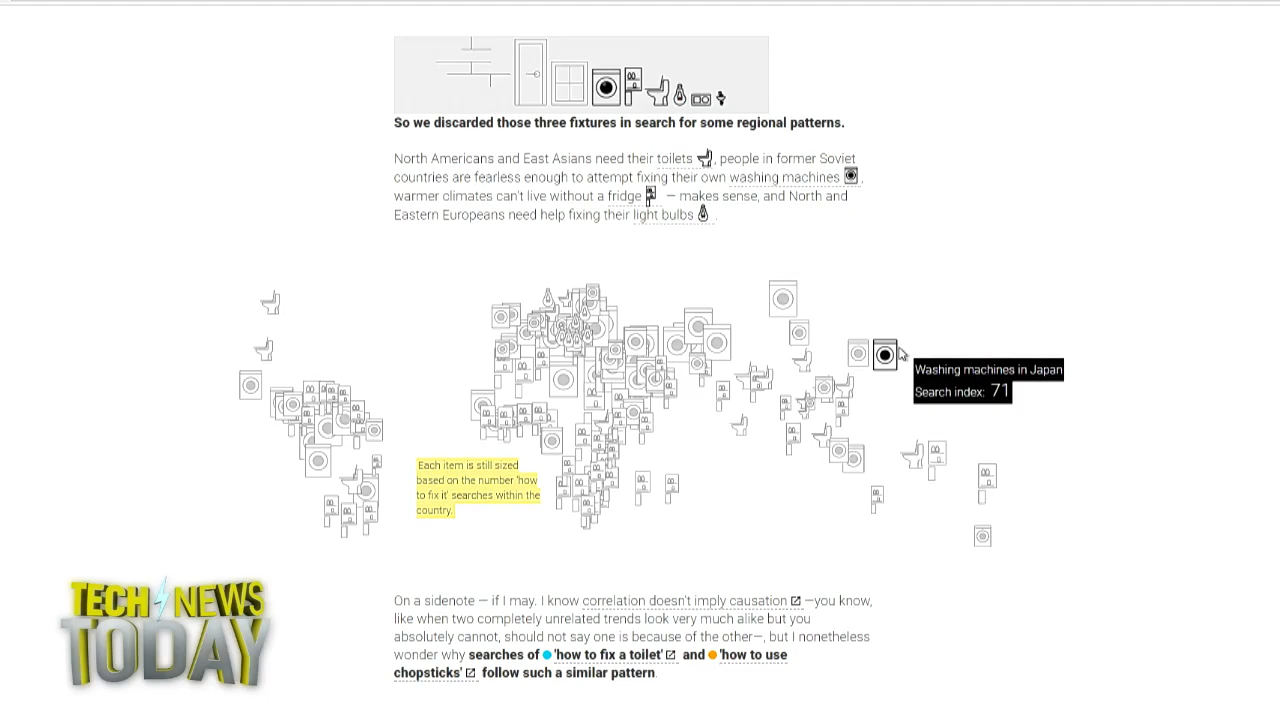 So we discarded those three fixtures in search for some regional patterns.
North Americans and East Asians need their toilets , people in former Soviet
countries are fearless enough to attempt fixing their own washing machines ,
warmer climates can't live without a fridge – makes sense, and North and
Eastern Europeans need help fixing their light bulbs .
Washing machines in Japan
Search index: 71
Each item is still sized
based on the number 'how
to fix it' searches within the
country.
TECH NEWS
TODAY
On a sidenote – if I may. I know correlation doesn't imply causation –you know,
like when two completely unrelated trends look very much alike but you
absolutely cannot, should not say one is because of the other–, but I nonetheless
wonder why searches of 'how to fix a toilet' and 'how to use
chopsticks' follow such a similar pattern.